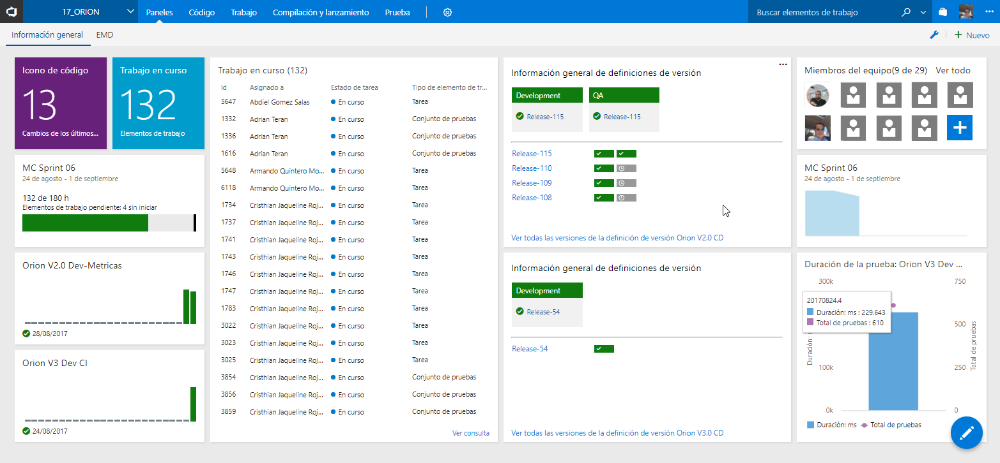 17_ORION
Paneles
Código
Trabajo
Compilación y lanzamiento
Prueba
Buscar elementos de trabajo
Información general
EMD
Nuevo
Icono de código
13
Cambios de los últimos...
Trabajo en curso
132
Elementos de trabajo
MC Sprint 06
24 de agosto - 1 de septiembre
132 de 180 h
Elementos de trabajo pendiente: 4 sin iniciar
Orion V2.0 Dev-Metricas
28/08/2017
Orion V3 Dev CI
24/08/2017
Trabajo en curso (132)
Id Asignado a Estado de tarea Tipo de elemento de tr...
5647 Abdiel Gomez Salas En curso Tarea
1332 Adrian Teran En curso Conjunto de pruebas
1336 Adrian Teran En curso Conjunto de pruebas
1616 Adrian Teran En curso Conjunto de pruebas
5648 Armando Quintero Mo... En curso Tarea
6118 Armando Quintero Mo... En curso Tarea
1734 Cristhian Jaqueline Roj... En curso Tarea
1737 Cristhian Jaqueline Roj... En curso Tarea
1741 Cristhian Jaqueline Roj... En curso Tarea
1743 Cristhian Jaqueline Roj... En curso Tarea
1746 Cristhian Jaqueline Roj... En curso Tarea
1747 Cristhian Jaqueline Roj... En curso Tarea
1783 Cristhian Jaqueline Roj... En curso Tarea
3022 Cristhian Jaqueline Roj... En curso Tarea
3023 Cristhian Jaqueline Roj... En curso Tarea
3025 Cristhian Jaqueline Roj... En curso Tarea
3854 Cristhian Jaqueline Roj... En curso Conjunto de pruebas
3856 Cristhian Jaqueline Roj... En curso Conjunto de pruebas
3859 Cristhian Jaqueline Roj... En curso Conjunto de pruebas
Ver consulta
Información general de definiciones de versión
Development
Release-115
QA
Release-115
Release-115
Release-110
Release-109
Release-108
Ver todas las versiones de la definición de versión Orion V2.0 CD
Información general de definiciones de versión
Development
Release-54
Release-54
Ver todas las versiones de la definición de versión Orion V3.0 CD
Miembros del equipo(9 de 29) Ver todo
MC Sprint 06
24 de agosto - 1 de septiembre
Duración de la prueba: Orion V3 Dev ...
300k
750
20170824.4
Duración: ms : 229.643
Total de pruebas : 610
500
Duración:
Total de pruebas
100k
250
0k
0
Duración: ms
Total de pruebas